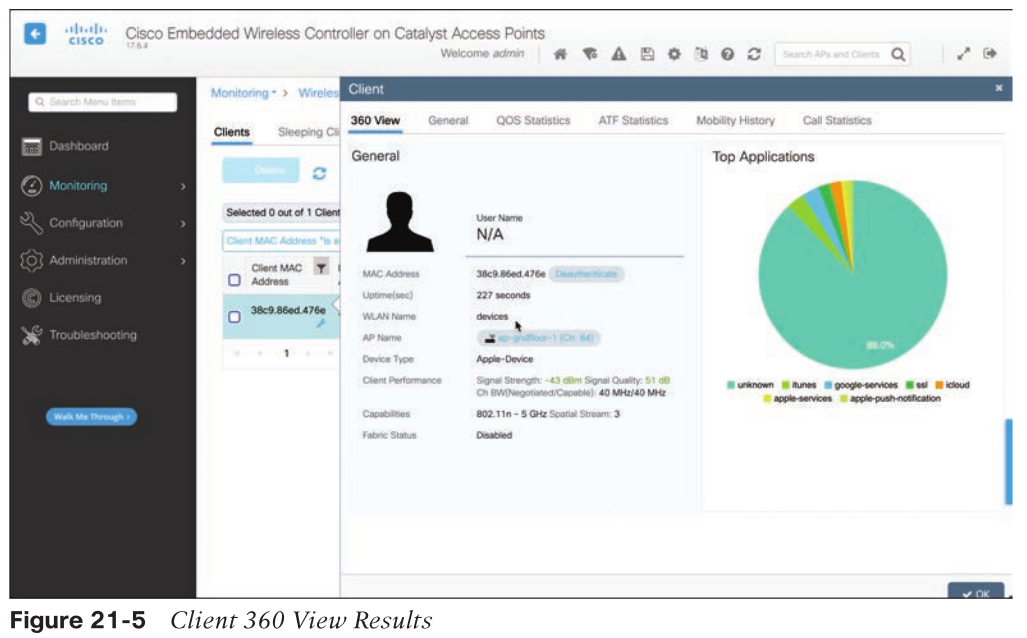 cisco
Cisco Embedded Wireless Controller on Catalyst Access Points
17.6.4
Welcome admin
Search APs and Clients
Search Menu Items
Dashboard
Monitoring
Configuration
Administration
Licensing
Troubleshooting
Walk Me Through ›
Monitoring > Wireles
Clients Sleeping Cli
Delete
Selected 0 out of 1 Client
Client MAC Address "Is e
Client MAC
Address
38c9.86ed.476e
1
Client
360 View General QOS Statistics ATF Statistics Mobility History Call Statistics
General
User Name
N/A
MAC Address 38c9.86ed.476e Deauthenticate
Uptime(sec) 227 seconds
WLAN Name devices
AP Name ap-grndfloor-1 (Ch: 64)
Device Type Apple-Device
Client Performance Signal Strength: -43 dBm Signal Quality: 51 dB
Ch BW(Negotiated/Capable): 40 MHz/40 MHz
Capabilities 802.11n - 5 GHz Spatial Stream: 3
Fabric Status Disabled
Top Applications
88.0%
unknown itunes google-services ssl icloud
apple-services apple-push-notification
OK
Figure 21-5 Client 360 View Results